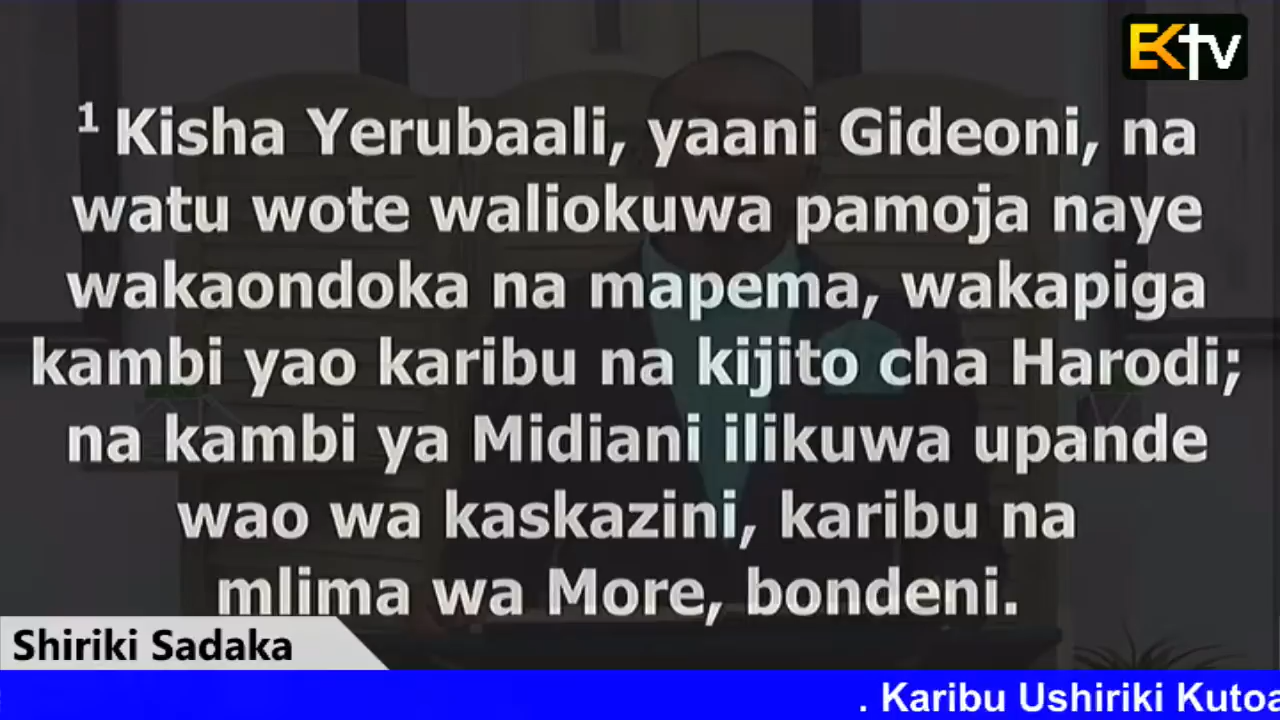 EKTV
1 Kisha Yerubaali, yaani Gideoni, na
watu wote waliokuwa pamoja naye
wakaondoka na mapema, wakapiga
kambi yao karibu na kijito cha Harodi;
na kambi ya Midiani ilikuwa upande
wao wa kaskazini, karibu na
mlima wa More, bondeni.
Shiriki Sadaka
. Karibu Ushiriki Kutoa